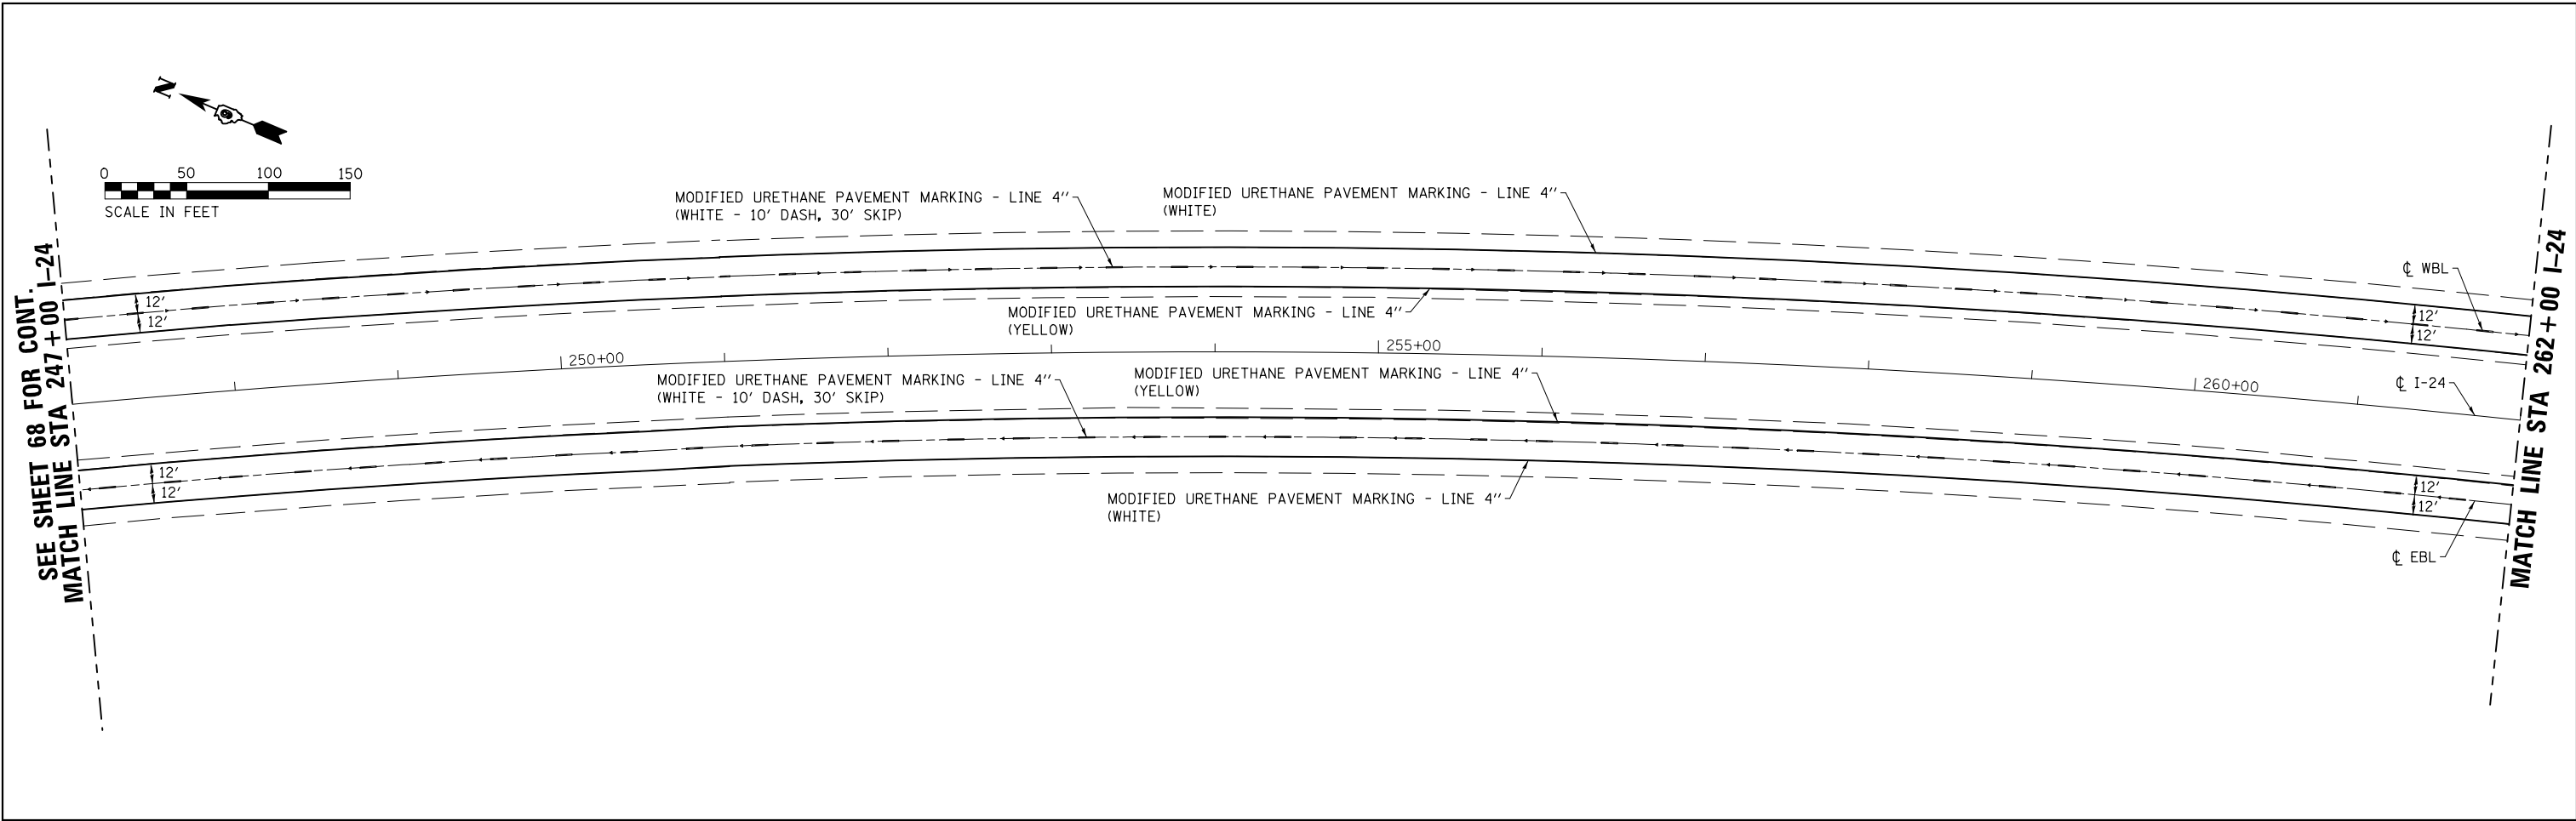 N
0 50 100 150
SCALE IN FEET
SEE SHEET 68 FOR CONT.
MATCH LINE STA 247+00 I-24
MODIFIED URETHANE PAVEMENT MARKING - LINE 4''
(WHITE - 10' DASH, 30' SKIP)
MODIFIED URETHANE PAVEMENT MARKING - LINE 4''
(WHITE)
℄ WBL
12'
12'
12'
12'
MODIFIED URETHANE PAVEMENT MARKING - LINE 4''
(YELLOW)
250+00
255+00
260+00
℄ I-24
MODIFIED URETHANE PAVEMENT MARKING - LINE 4''
(WHITE - 10' DASH, 30' SKIP)
MODIFIED URETHANE PAVEMENT MARKING - LINE 4''
(YELLOW)
12'
12'
12'
12'
MODIFIED URETHANE PAVEMENT MARKING - LINE 4''
(WHITE)
℄ EBL
MATCH LINE STA 262+00 I-24